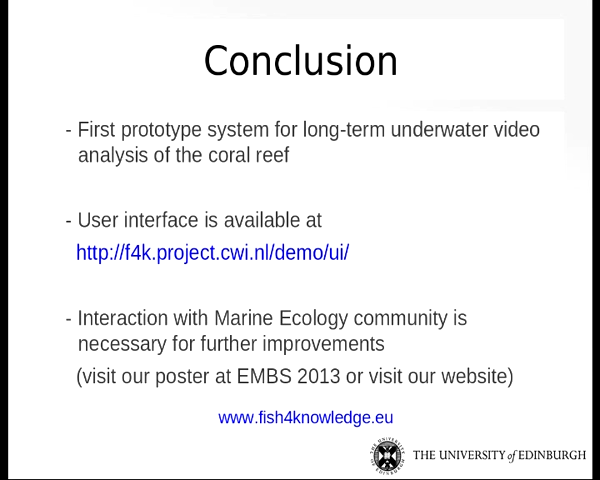 Conclusion
- First prototype system for long-term underwater video
analysis of the coral reef
- User interface is available at
http://f4k.project.cwi.nl/demo/ui/
- Interaction with Marine Ecology community is
necessary for further improvements
(visit our poster at EMBS 2013 or visit our website)
www.fish4knowledge.eu
THE UNIVERSITY of EDINBURGH